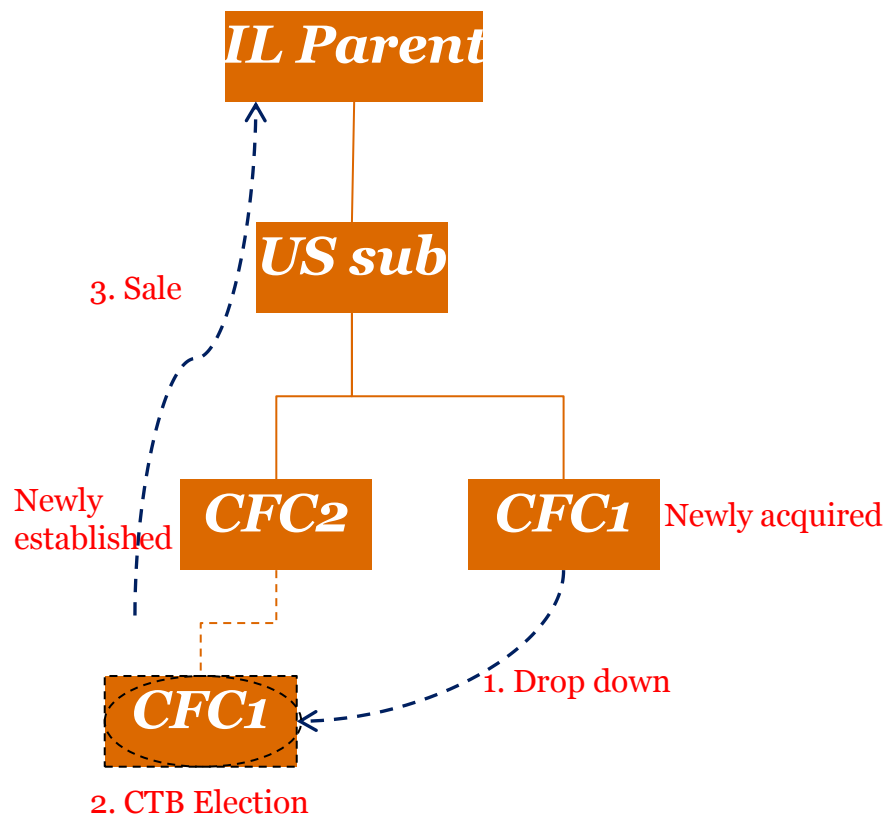 IL Parent
US sub
3. Sale
Newly
established
CFC2
CFC1
Newly acquired
1. Drop down
CFC1
2. CTB Election